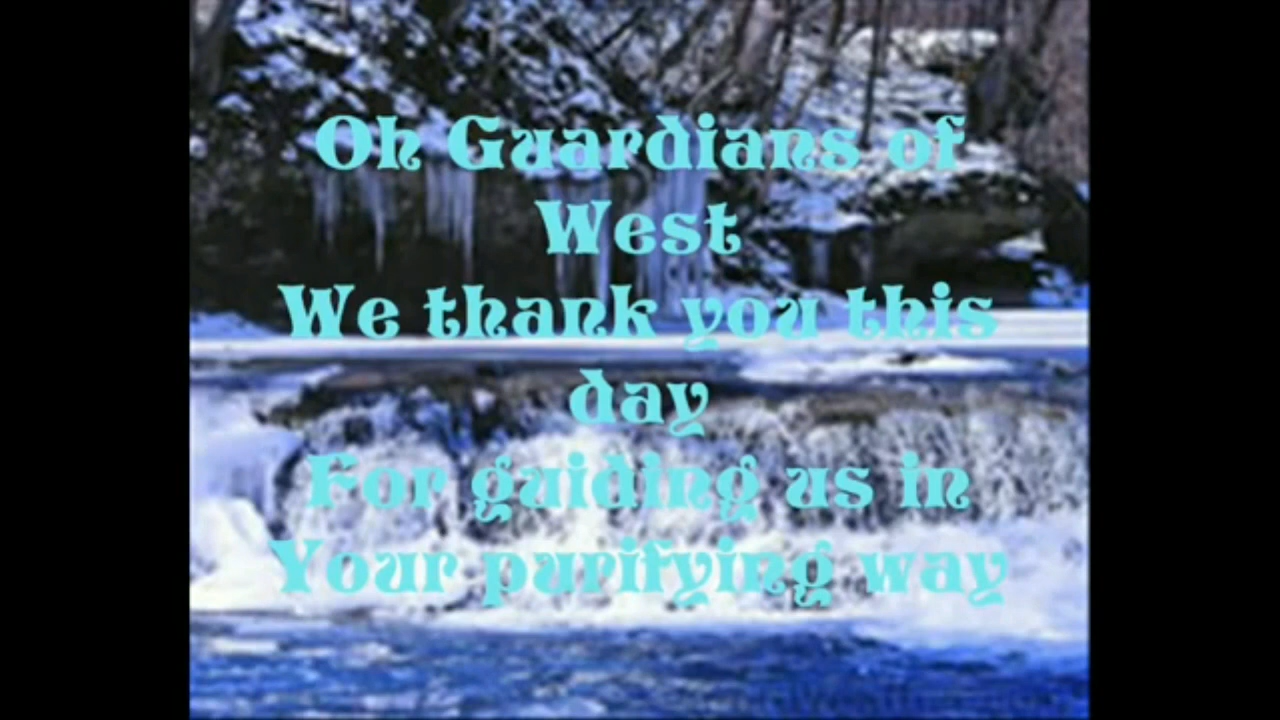 Oh Guardians of
West
We thank you this
day
For guiding us in
Your purifying way